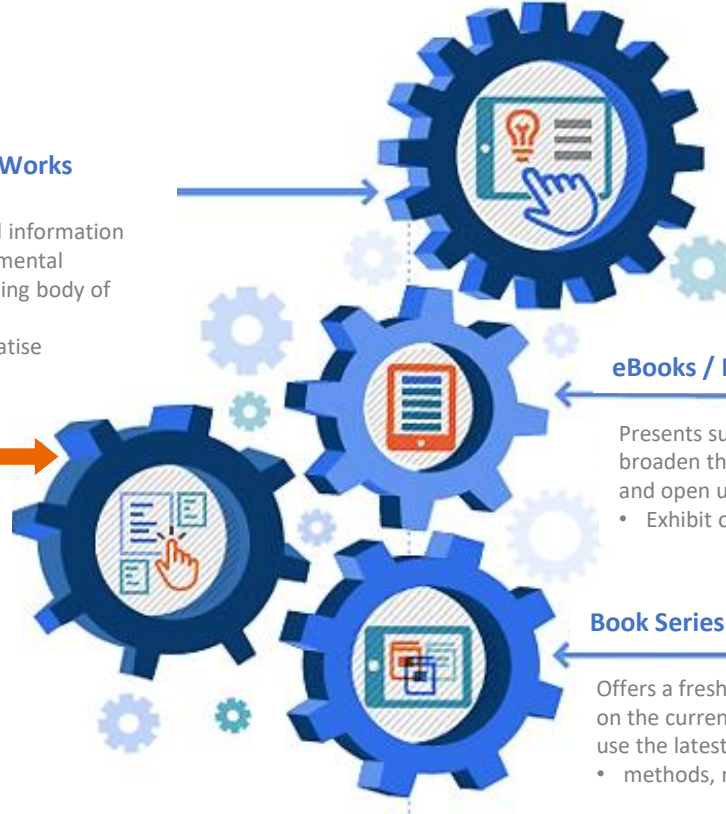 Works
information
mental
ing body of
atise
eBooks /
Presents su
broaden th
and open u
• Exhibit o
Book Series
Offers a fresh
on the curren
use the latest
• methods, r